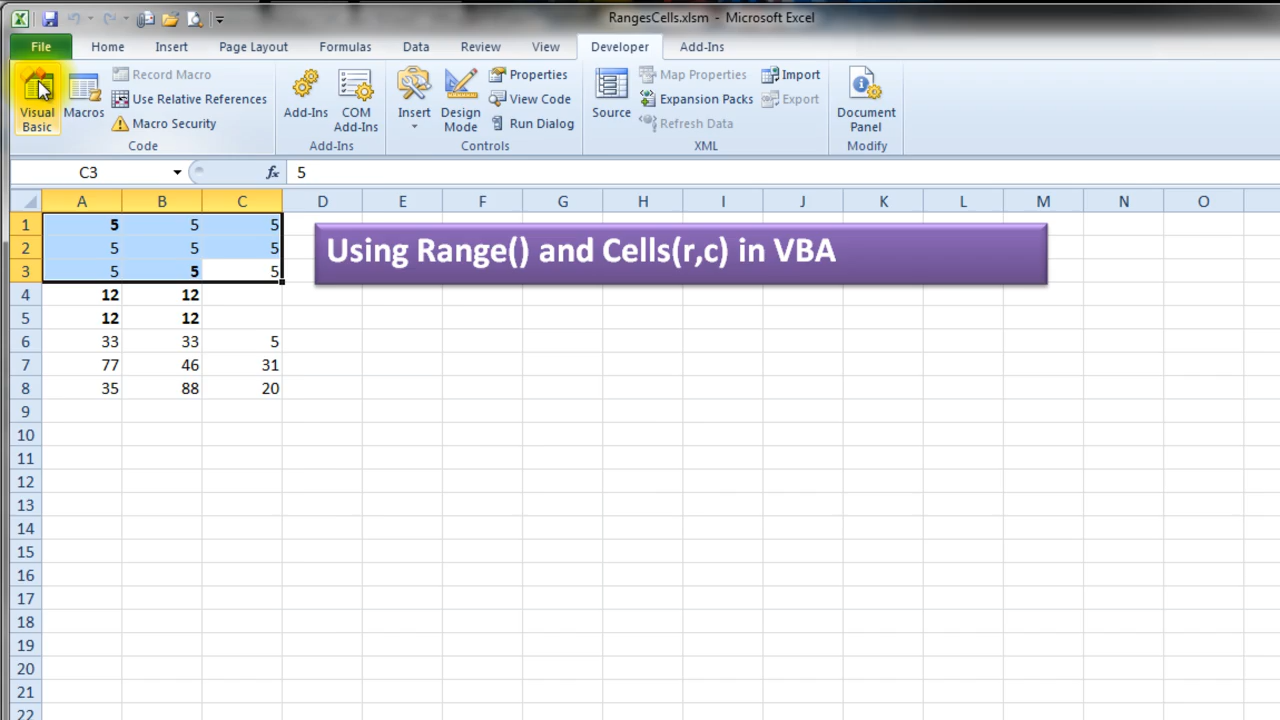 RangesCells.xlsm - Microsoft Excel
File Home Insert Page Layout Formulas Data Review View Developer Add-Ins
Visual Basic
Macros
Record Macro
Use Relative References
Macro Security
Code
Add-Ins
COM Add-Ins
Add-Ins
Insert
Design Mode
Properties
View Code
Run Dialog
Controls
Source
Map Properties
Expansion Packs
Refresh Data
Import
Export
XML
Document Panel
Modify
C3 fx 5
A B C D E F G H I J K L M N O
1 5 5 5
Using Range() and Cells(r,c) in VBA
2 5 5 5
3 5 5 5
4 12 12
5 12 12
6 33 33 5
7 77 46 31
8 35 88 20
9
10
11
12
13
14
15
16
17
18
19
20
21
22